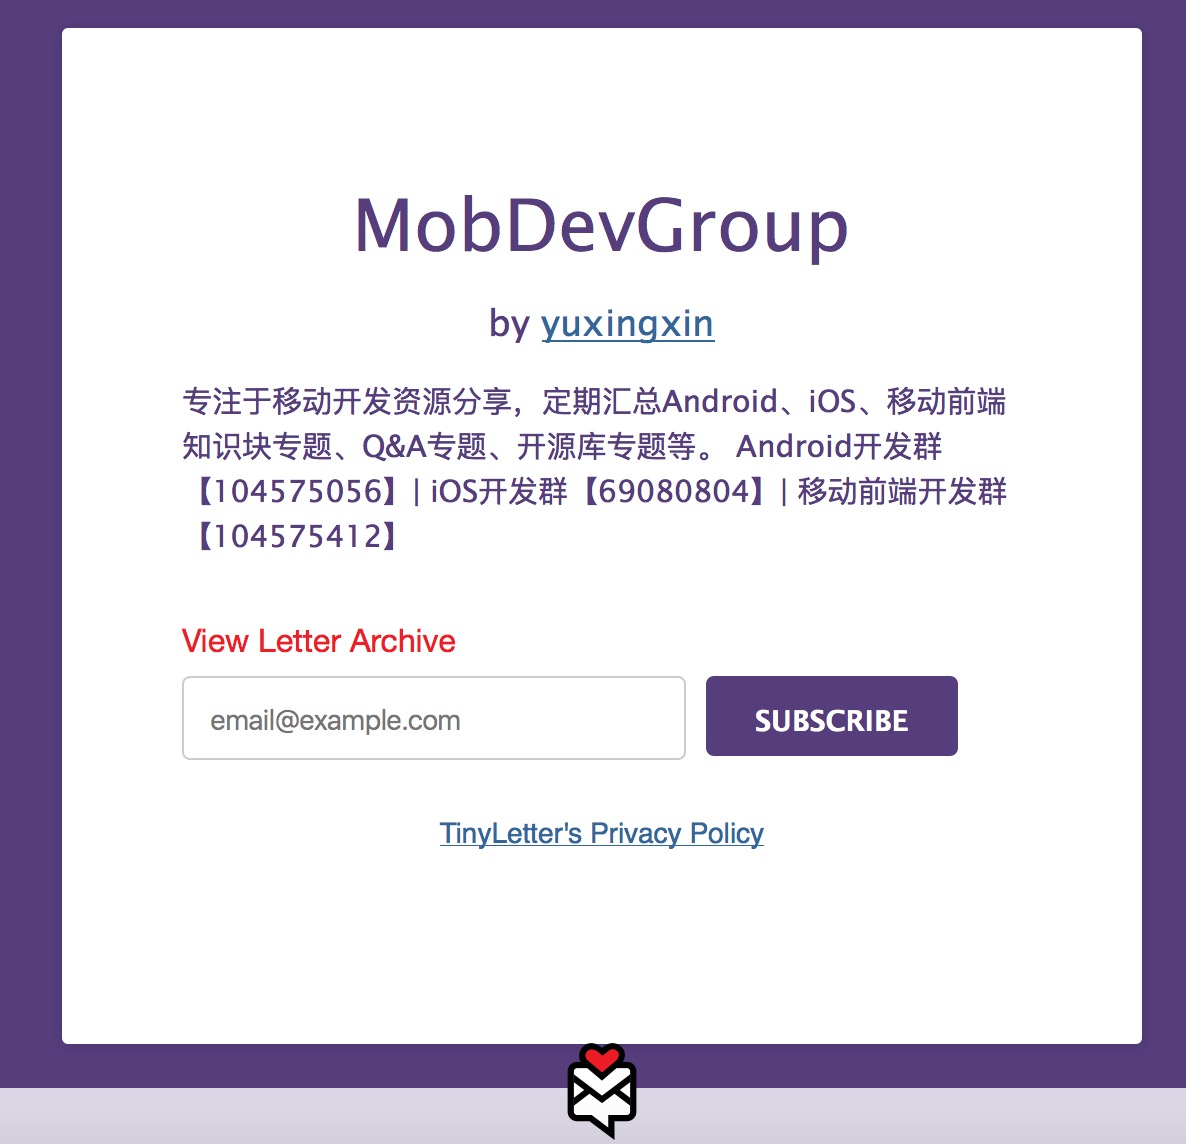 MobDevGroup
by yuxingxin
专注于移动开发资源分享，定期汇总Android、iOS、移动前端
知识块专题、Q&A专题、开源库专题等。 Android开发群
【104575056】| iOS开发群【69080804】| 移动前端开发群
【104575412】
View Letter Archive
email@example.com
SUBSCRIBE
TinyLetter's Privacy Policy